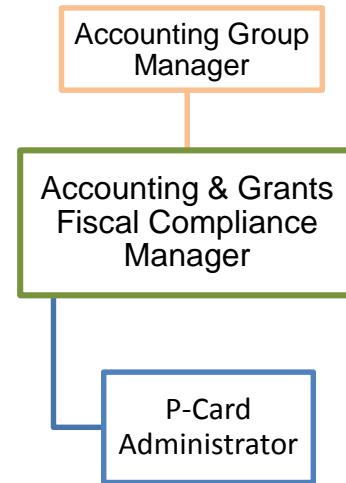 Accounting Group
Manager
Accounting & Grants
Fiscal Compliance
Manager
P-Card
Administrator